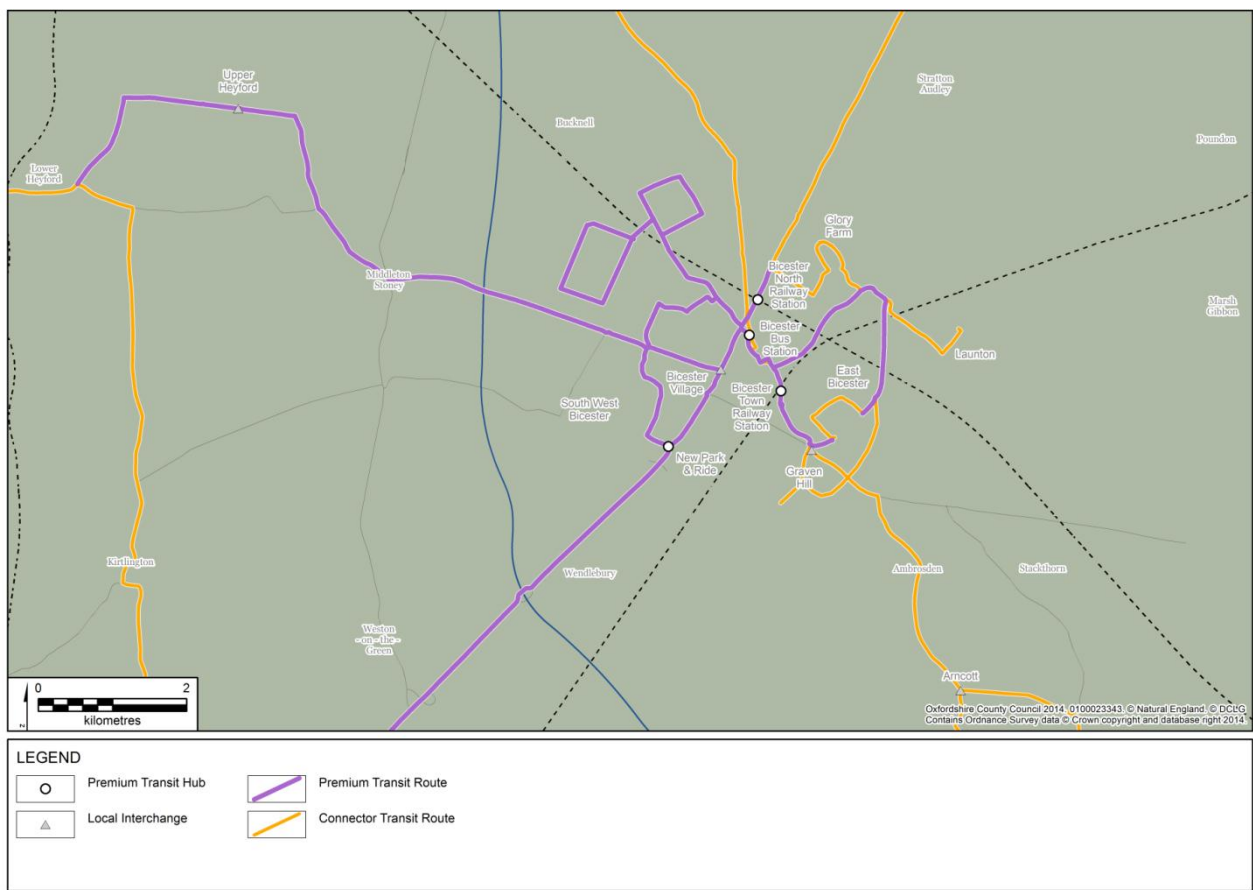 Upper
Heyford
Stratton
Audley
Bucknell
Poundon
Lower
Heyford
Glory
Farm
Bicester
North
Railway
Station
Middleton
Stoney
Marsh
Gibbon
Bicester
Bus
Station
Launton
Bicester
Village
East
Bicester
South West
Bicester
Bicester
Town
Railway
Station
New Park
& Ride
Graven
Hill
Kirtlington
Wendlebury
Ambrosden
Stackthorn
Weston
- on - the -
Green
Arncott
0 2
kilometres
z
Oxfordshire County Council 2014. 0100023343. © Natural England. © DCLG
Contains Ordnance Survey data © Crown copyright and database right 2014
LEGEND
Premium Transit Hub
Premium Transit Route
Local Interchange
Connector Transit Route